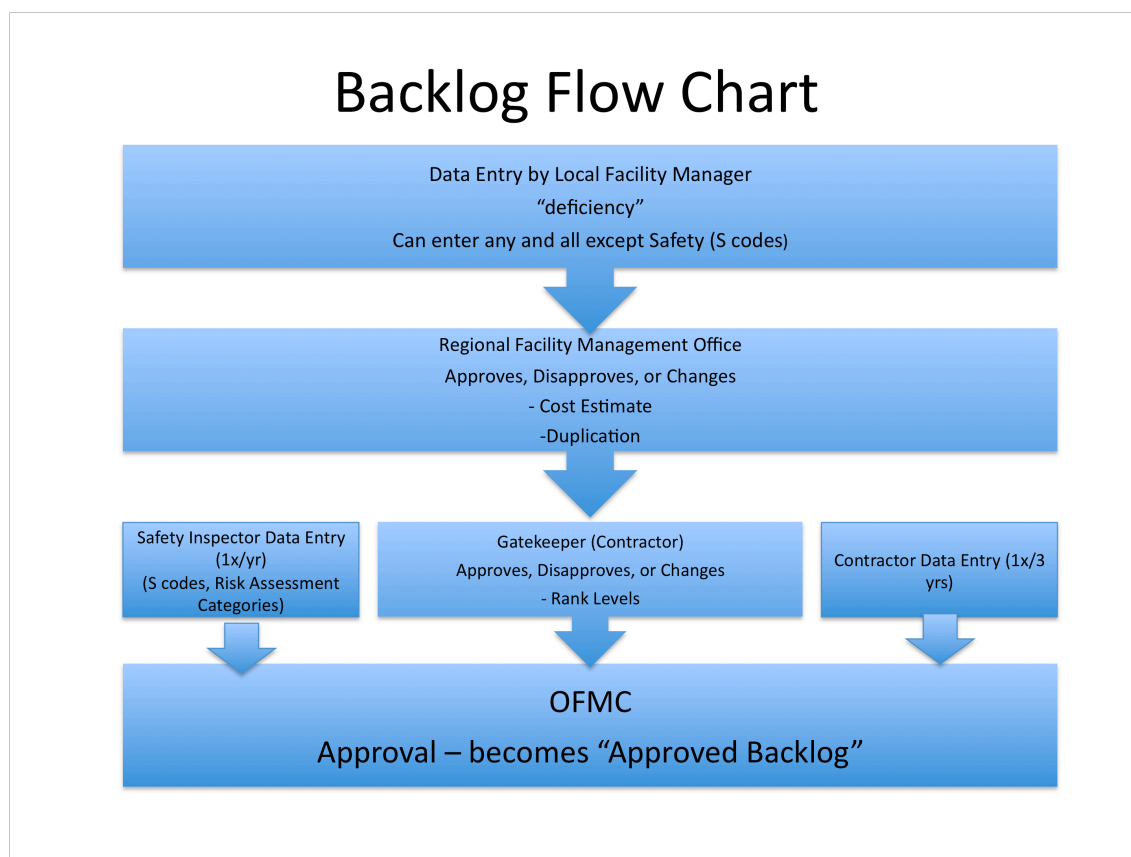 Backlog Flow Chart
Data Entry by Local Facility Manager
“deficiency”
Can enter any and all except Safety (S codes)
Regional Facility Management Office
Approves, Disapproves, or Changes
- Cost Estimate
-Duplication
Safety Inspector Data Entry
(1x/yr)
(S codes, Risk Assessment
Categories)
Gatekeeper (Contractor)
Approves, Disapproves, or Changes
- Rank Levels
Contractor Data Entry (1x/3
yrs)
OFMC
Approval – becomes “Approved Backlog”